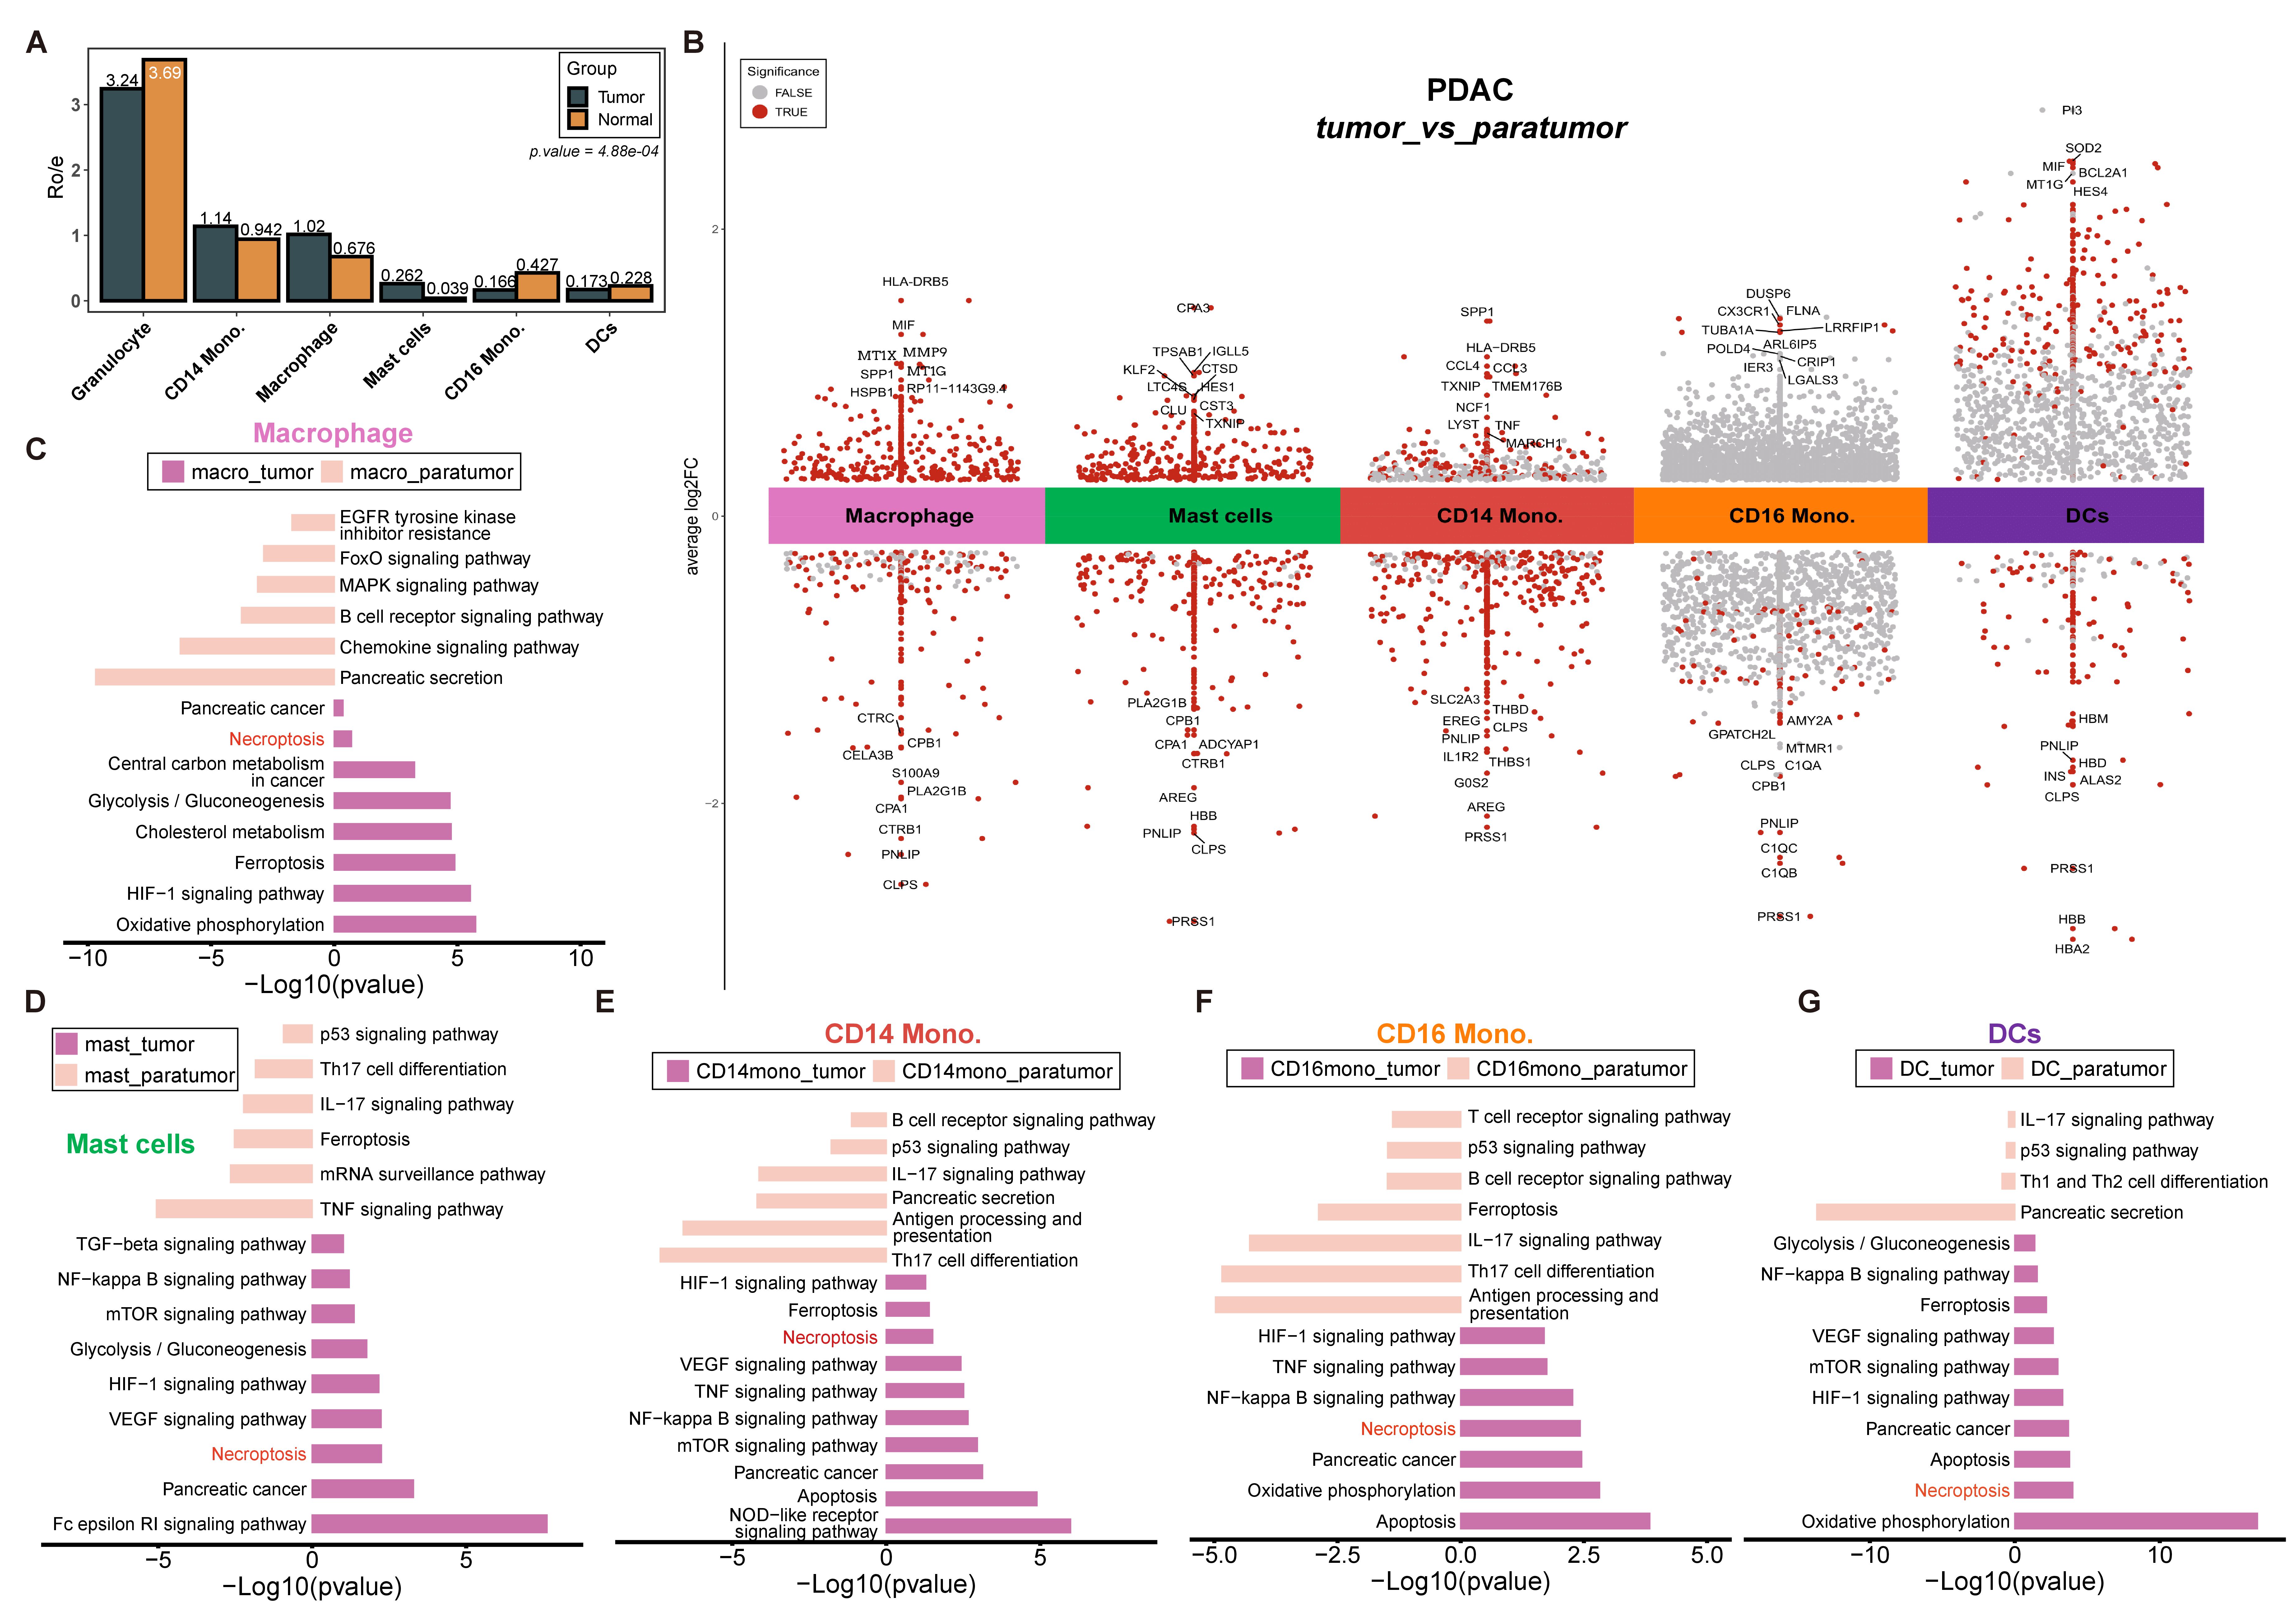 A
Ro/e
3
2
1
0
3.24
3.69
1.14
0.942
1.02
0.676
0.262
0.039
0.166
0.427
0.173
0.228
Group
Tumor
Normal
p.value = 4.88e-04
Granulocyte
CD14 Mono.
Macrophage
Mast cells
CD16 Mono.
DCs
B
Significance
FALSE
TRUE
PDAC
tumor_vs_paratumor
average log2FC
2
0
−2
HLA-DRB5
MIF
MT1X
MMP9
SPP1
MT1G
HSPB1
RP11−1143G9.4
CPA3
TPSAB1
IGLL5
KLF2
CTSD
LTC4S
HES1
CLU
CST3
TXNIP
SPP1
HLA-DRB5
CCL4
CCL3
TXNIP
TMEM176B
NCF1
LYST
TNF
MARCH1
DUSP6
CX3CR1
FLNA
TUBA1A
LRRFIP1
POLD4
ARL6IP5
IER3
CRIP1
LGALS3
PI3
SOD2
MIF
BCL2A1
MT1G
HES4
Macrophage
Mast cells
CD14 Mono.
CD16 Mono.
DCs
CTRC
CPB1
CELA3B
S100A9
PLA2G1B
CPA1
CTRB1
PNLIP
CLPS
PLA2G1B
CPB1
CPA1
ADCYAP1
CTRB1
AREG
HBB
PNLIP
CLPS
PRSS1
SLC2A3
THBD
EREG
CLPS
PNLIP
IL1R2
THBS1
G0S2
AREG
PRSS1
AMY2A
GPATCH2L
MTMR1
CLPS
C1QA
CPB1
PNLIP
C1QC
C1QB
PRSS1
HBM
PNLIP
HBD
INS
ALAS2
CLPS
PRSS1
HBB
HBA2
C
Macrophage
macro_tumor
macro_paratumor
EGFR tyrosine kinase
inhibitor resistance
FoxO signaling pathway
MAPK signaling pathway
B cell receptor signaling pathway
Chemokine signaling pathway
Pancreatic secretion
Pancreatic cancer
Necroptosis
Central carbon metabolism
in cancer
Glycolysis / Gluconeogenesis
Cholesterol metabolism
Ferroptosis
HIF−1 signaling pathway
Oxidative phosphorylation
−10
−5
0
5
10
−Log10(pvalue)
D
mast_tumor
mast_paratumor
Mast cells
p53 signaling pathway
Th17 cell differentiation
IL−17 signaling pathway
Ferroptosis
mRNA surveillance pathway
TNF signaling pathway
TGF−beta signaling pathway
NF−kappa B signaling pathway
mTOR signaling pathway
Glycolysis / Gluconeogenesis
HIF−1 signaling pathway
VEGF signaling pathway
Necroptosis
Pancreatic cancer
Fc epsilon RI signaling pathway
−5
0
5
−Log10(pvalue)
E
CD14 Mono.
CD14mono_tumor
CD14mono_paratumor
B cell receptor signaling pathway
p53 signaling pathway
IL−17 signaling pathway
Pancreatic secretion
Antigen processing and
presentation
Th17 cell differentiation
HIF−1 signaling pathway
Ferroptosis
Necroptosis
VEGF signaling pathway
TNF signaling pathway
NF−kappa B signaling pathway
mTOR signaling pathway
Pancreatic cancer
Apoptosis
NOD−like receptor
signaling pathway
−5
0
5
−Log10(pvalue)
F
CD16 Mono.
CD16mono_tumor
CD16mono_paratumor
T cell receptor signaling pathway
p53 signaling pathway
B cell receptor signaling pathway
Ferroptosis
IL−17 signaling pathway
Th17 cell differentiation
Antigen processing and
presentation
HIF−1 signaling pathway
TNF signaling pathway
NF−kappa B signaling pathway
Necroptosis
Pancreatic cancer
Oxidative phosphorylation
Apoptosis
−5.0
−2.5
0.0
2.5
5.0
−Log10(pvalue)
G
DCs
DC_tumor
DC_paratumor
IL−17 signaling pathway
p53 signaling pathway
Th1 and Th2 cell differentiation
Pancreatic secretion
Glycolysis / Gluconeogenesis
NF−kappa B signaling pathway
Ferroptosis
VEGF signaling pathway
mTOR signaling pathway
HIF−1 signaling pathway
Pancreatic cancer
Apoptosis
Necroptosis
Oxidative phosphorylation
−10
0
10
−Log10(pvalue)